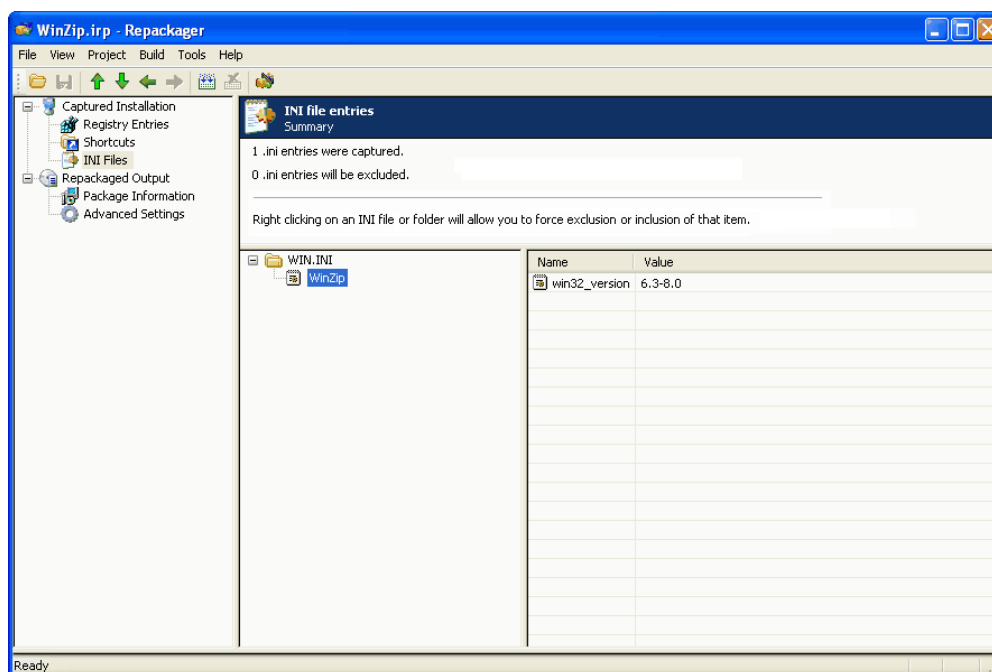 WinZip.irp - Repackager
File View Project Build Tools Help
Captured Installation
Registry Entries
Shortcuts
INI Files
Repackaged Output
Package Information
Advanced Settings
INI file entries
Summary
1 .ini entries were captured.
0 .ini entries will be excluded.
Right clicking on an INI file or folder will allow you to force exclusion or inclusion of that item.
WIN.INI
WinZip
Name Value
win32_version 6.3-8.0
Ready